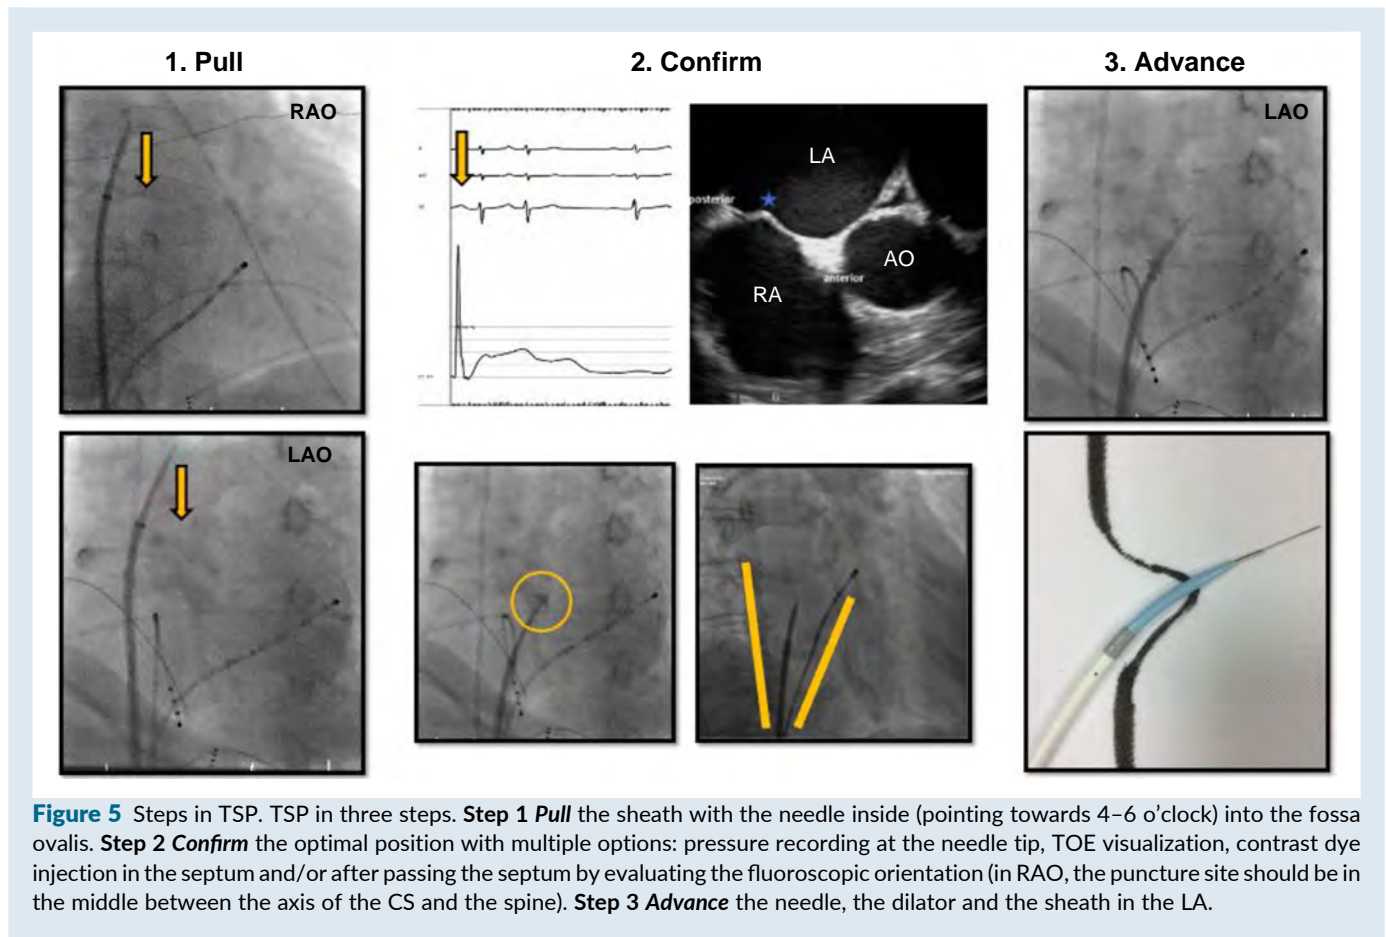 1. Pull
2. Confirm
3. Advance
RAO
LAO
LA
posterior
AO
anterior
RA
LAO
Figure 5 Steps in TSP. TSP in three steps. Step 1 Pull the sheath with the needle inside (pointing towards 4–6 o’clock) into the fossa
ovalis. Step 2 Confirm the optimal position with multiple options: pressure recording at the needle tip, TOE visualization, contrast dye
injection in the septum and/or after passing the septum by evaluating the fluoroscopic orientation (in RAO, the puncture site should be in
the middle between the axis of the CS and the spine). Step 3 Advance the needle, the dilator and the sheath in the LA.